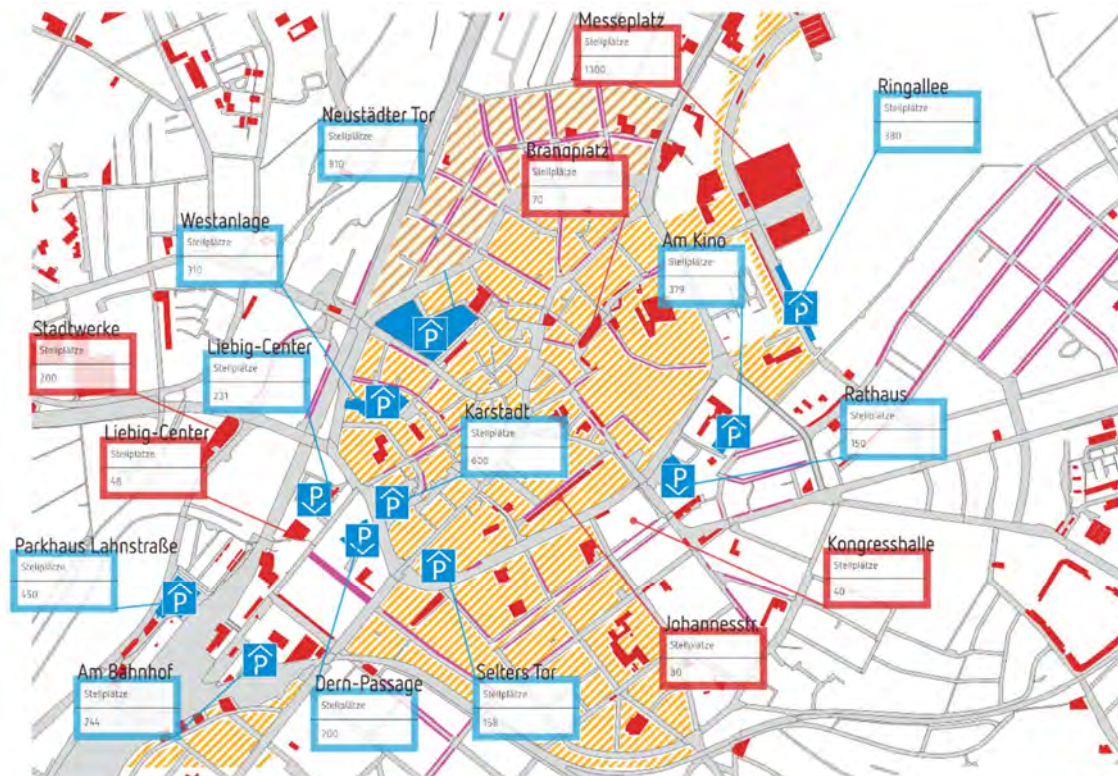 Messeplatz
Stellplätze
1300
Ringallee
Stellplätze
380
Neustädter Tor
Stellplätze
810
Brandplatz
Stellplätze
70
Westanlage
Stellplätze
310
Am Kino
Stellplätze
379
Stadtwerke
Stellplätze
200
Liebig-Center
Stellplätze
231
Karstadt
Stellplätze
600
Rathaus
Stellplätze
150
Liebig-Center
Stellplätze
48
Parkhaus Lahnstraße
Stellplätze
450
Kongresshalle
Stellplätze
40
Johannesstr.
Stellplätze
80
Am Bahnhof
Stellplätze
244
Dern-Passage
Stellplätze
200
Selters Tor
Stellplätze
158
P
P
P
P
P
P
P
P
P
P
P